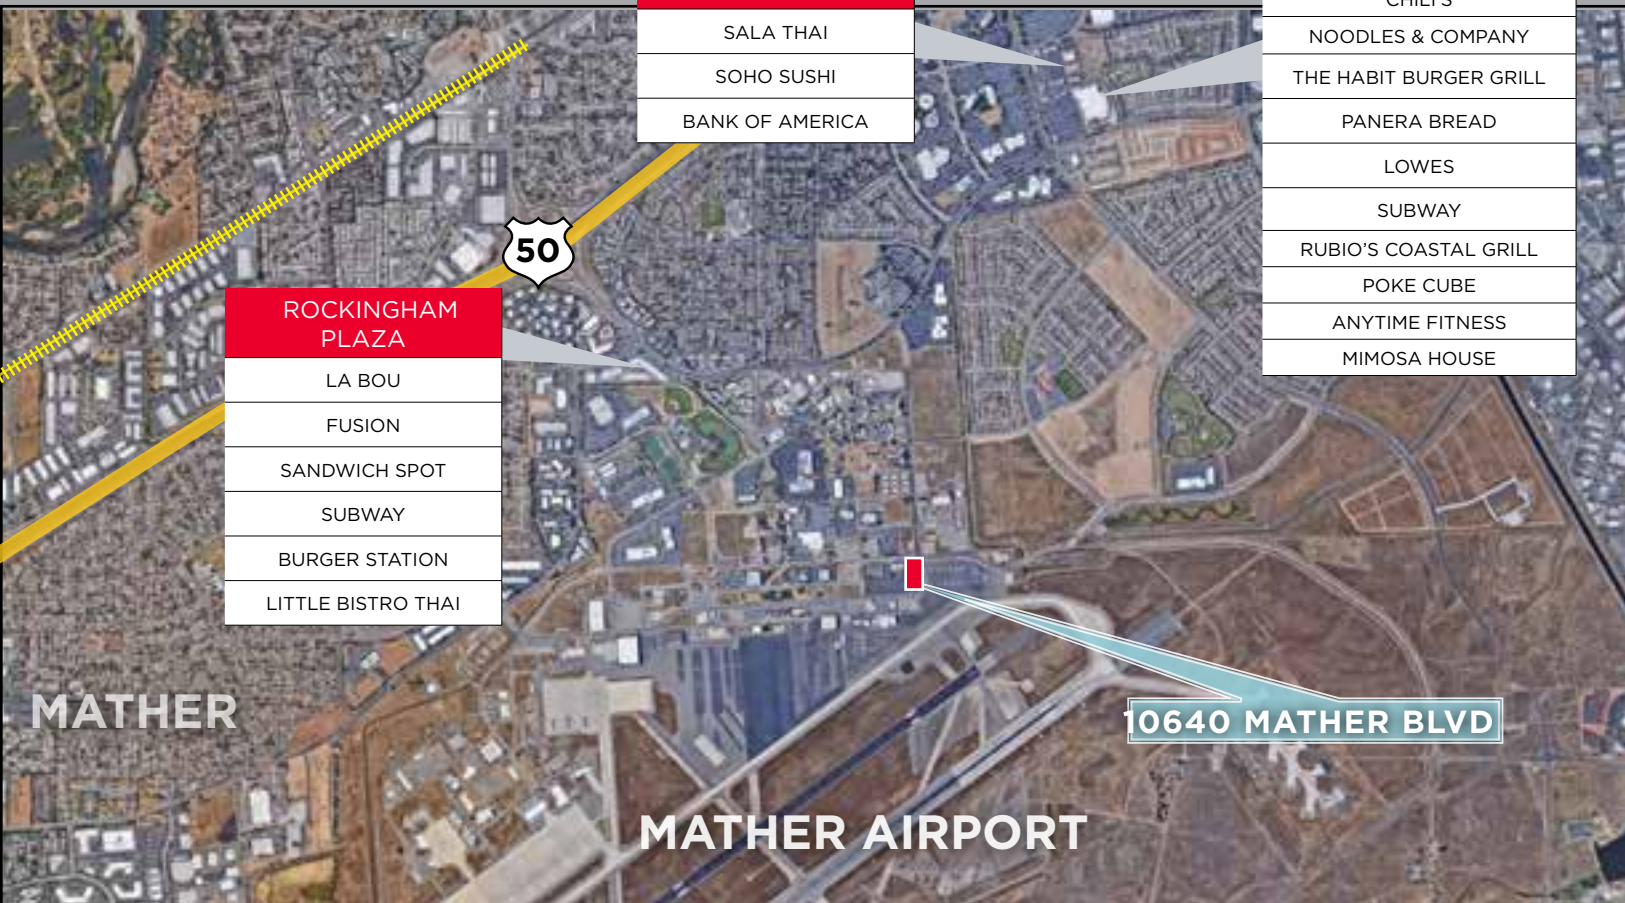 SALA THAI
SOHO SUSHI
BANK OF AMERICA
NOODLES & COMPANY
THE HABIT BURGER GRILL
PANERA BREAD
LOWES
SUBWAY
RUBIO'S COASTAL GRILL
POKE CUBE
ANYTIME FITNESS
MIMOSA HOUSE
50
ROCKINGHAM
PLAZA
LA BOU
FUSION
SANDWICH SPOT
SUBWAY
BURGER STATION
LITTLE BISTRO THAI
MATHER
10640 MATHER BLVD
MATHER AIRPORT